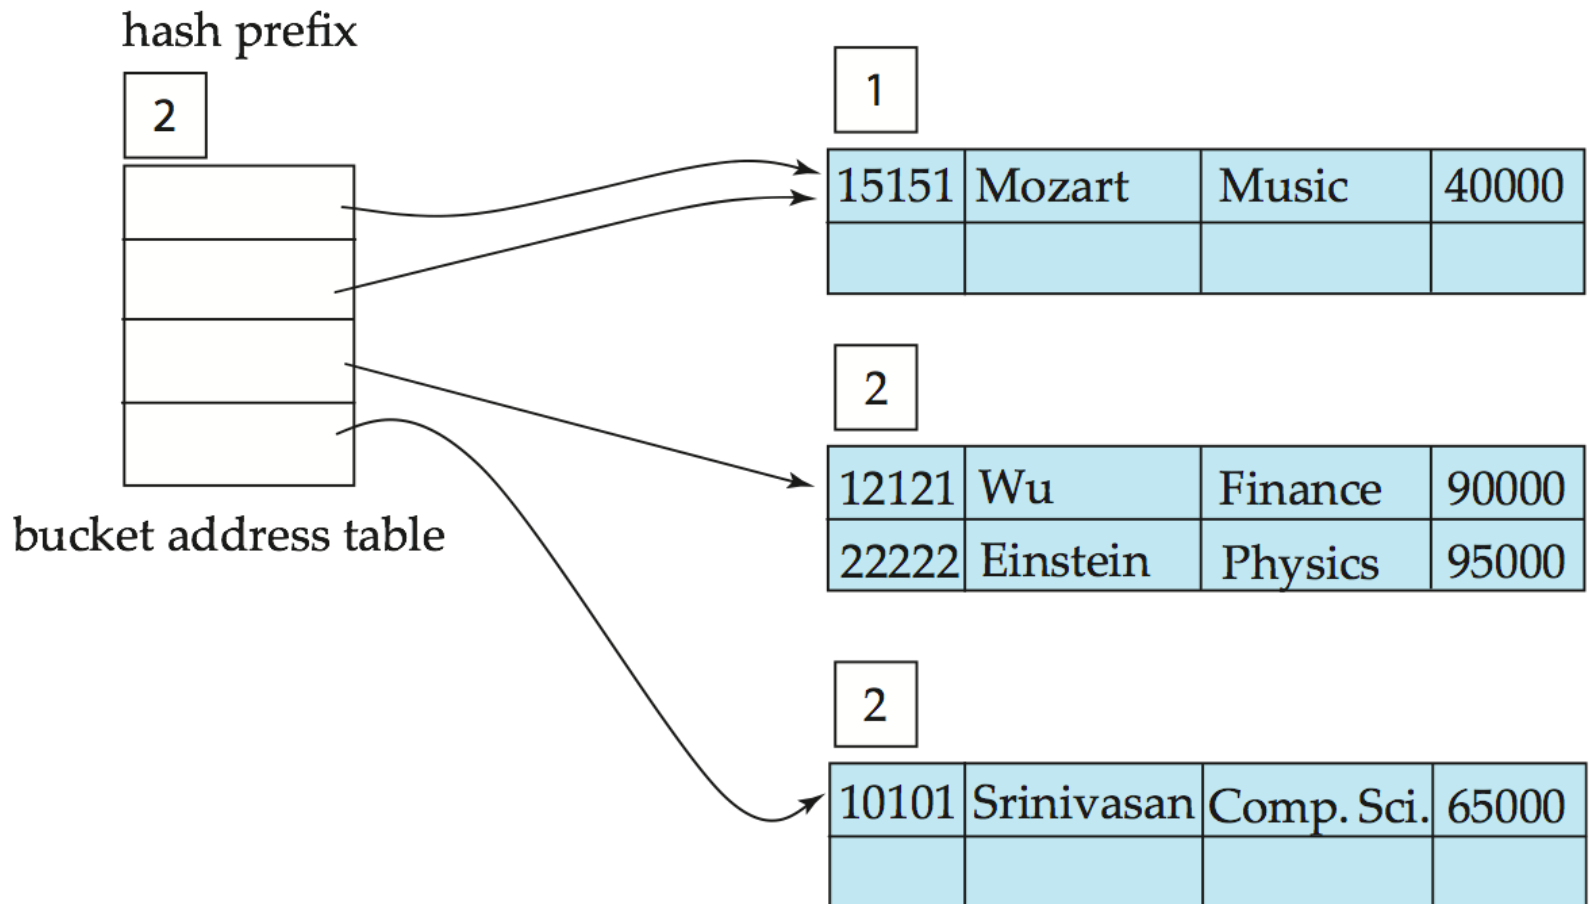 hash prefix
2
bucket address table
1
15151 Mozart Music 40000
2
12121 Wu Finance 90000
22222 Einstein Physics 95000
2
10101 Srinivasan Comp. Sci. 65000